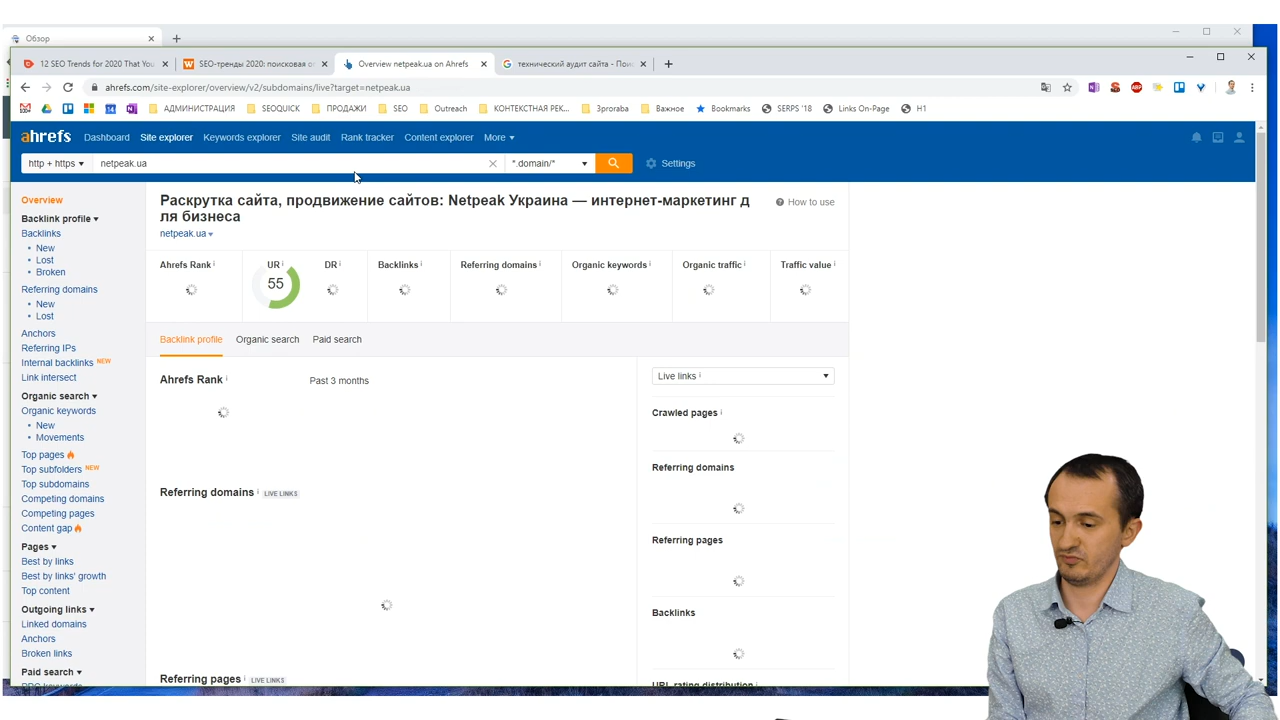 Обзор
12 SEO Trends for 2020 That You
SEO-тренды 2020: поисковая о
Overview netpeak.ua on Ahrefs
технический аудит сайта - Поис
ahrefs.com/site-explorer/overview/v2/subdomains/live?target=netpeak.ua
АДМИНИСТРАЦИЯ
SEOQUICK
ПРОДАЖИ
SEO
Outreach
КОНТЕКСТНАЯ РЕК...
Зproraba
Важное
Bookmarks
SERPS '18
Links On-Page
H1
ahrefs
Dashboard
Site explorer
Keywords explorer
Site audit
Rank tracker
Content explorer
More
http + https
netpeak.ua
*.domain/*
Settings
Overview
Backlink profile
Backlinks
New
Lost
Broken
Referring domains
New
Lost
Anchors
Referring IPs
Internal backlinks NEW
Link intersect
Organic search
Organic keywords
New
Movements
Top pages
Top subfolders NEW
Top subdomains
Competing domains
Competing pages
Content gap
Pages
Best by links
Best by links' growth
Top content
Outgoing links
Linked domains
Anchors
Broken links
Paid search
PPC keywords
Раскрутка сайта, продвижение сайтов: Netpeak Украина — интернет-маркетинг д
ля бизнеса
How to use
netpeak.ua
Ahrefs Rank
UR
DR
Backlinks
Referring domains
Organic keywords
Organic traffic
Traffic value
55
Backlink profile
Organic search
Paid search
Ahrefs Rank
Past 3 months
Live links
Crawled pages
Referring domains
Referring domains LIVE LINKS
Referring pages
Backlinks
Referring pages LIVE LINKS
URL rating distribution